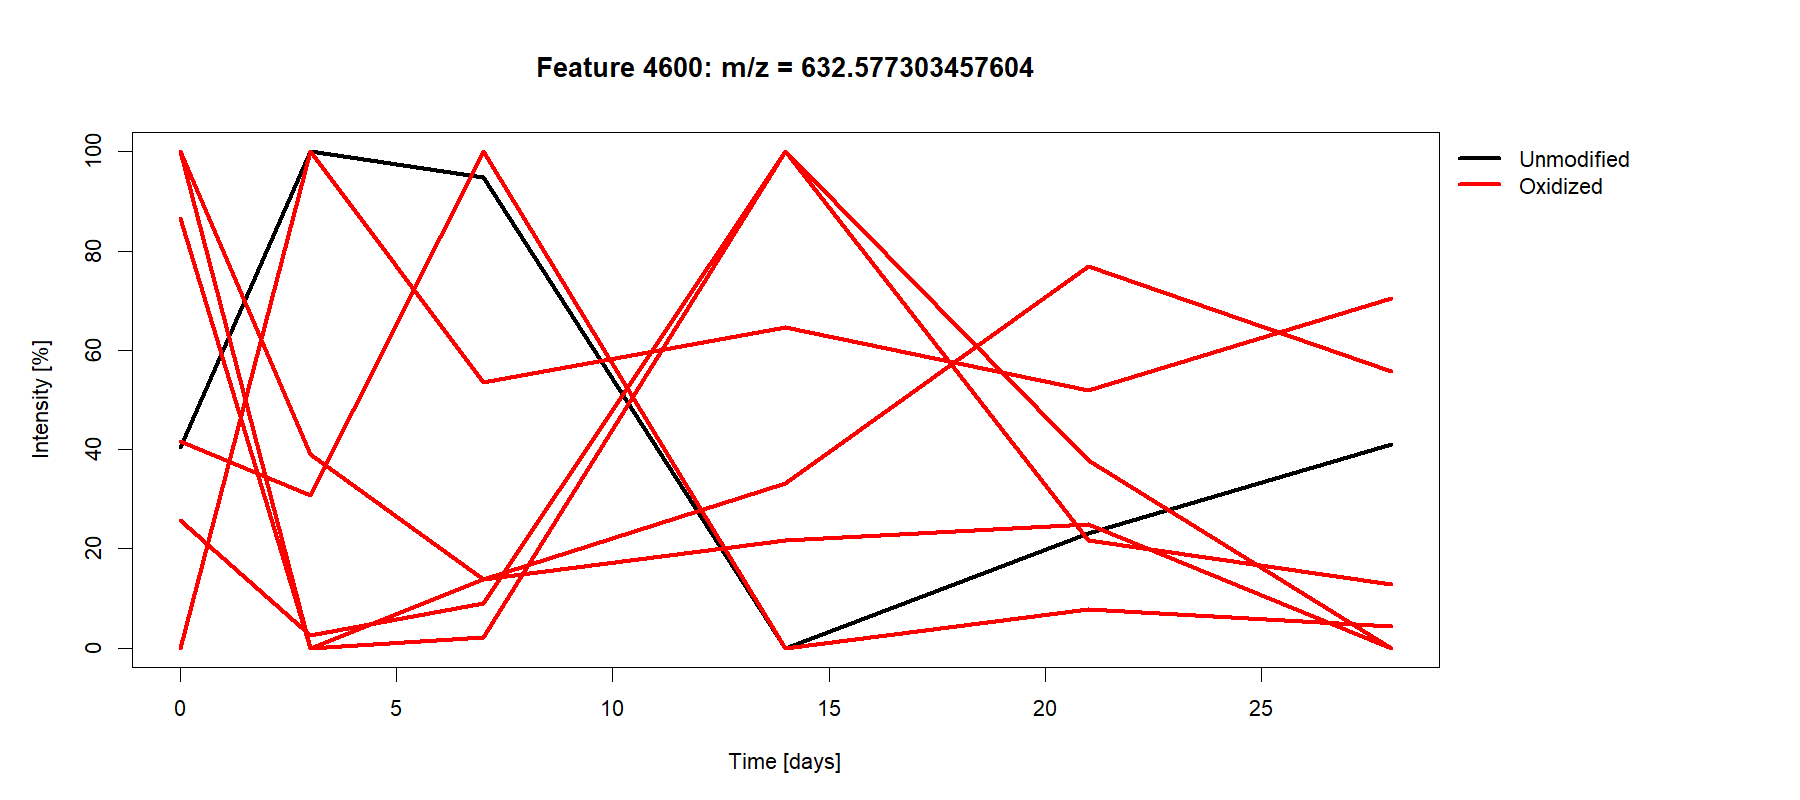 Feature 4600: m/z = 632.577303457604
Unmodified
Oxidized
Intensity [%]
100
80
60
40
20
0
0 5 10 15 20 25
Time [days]